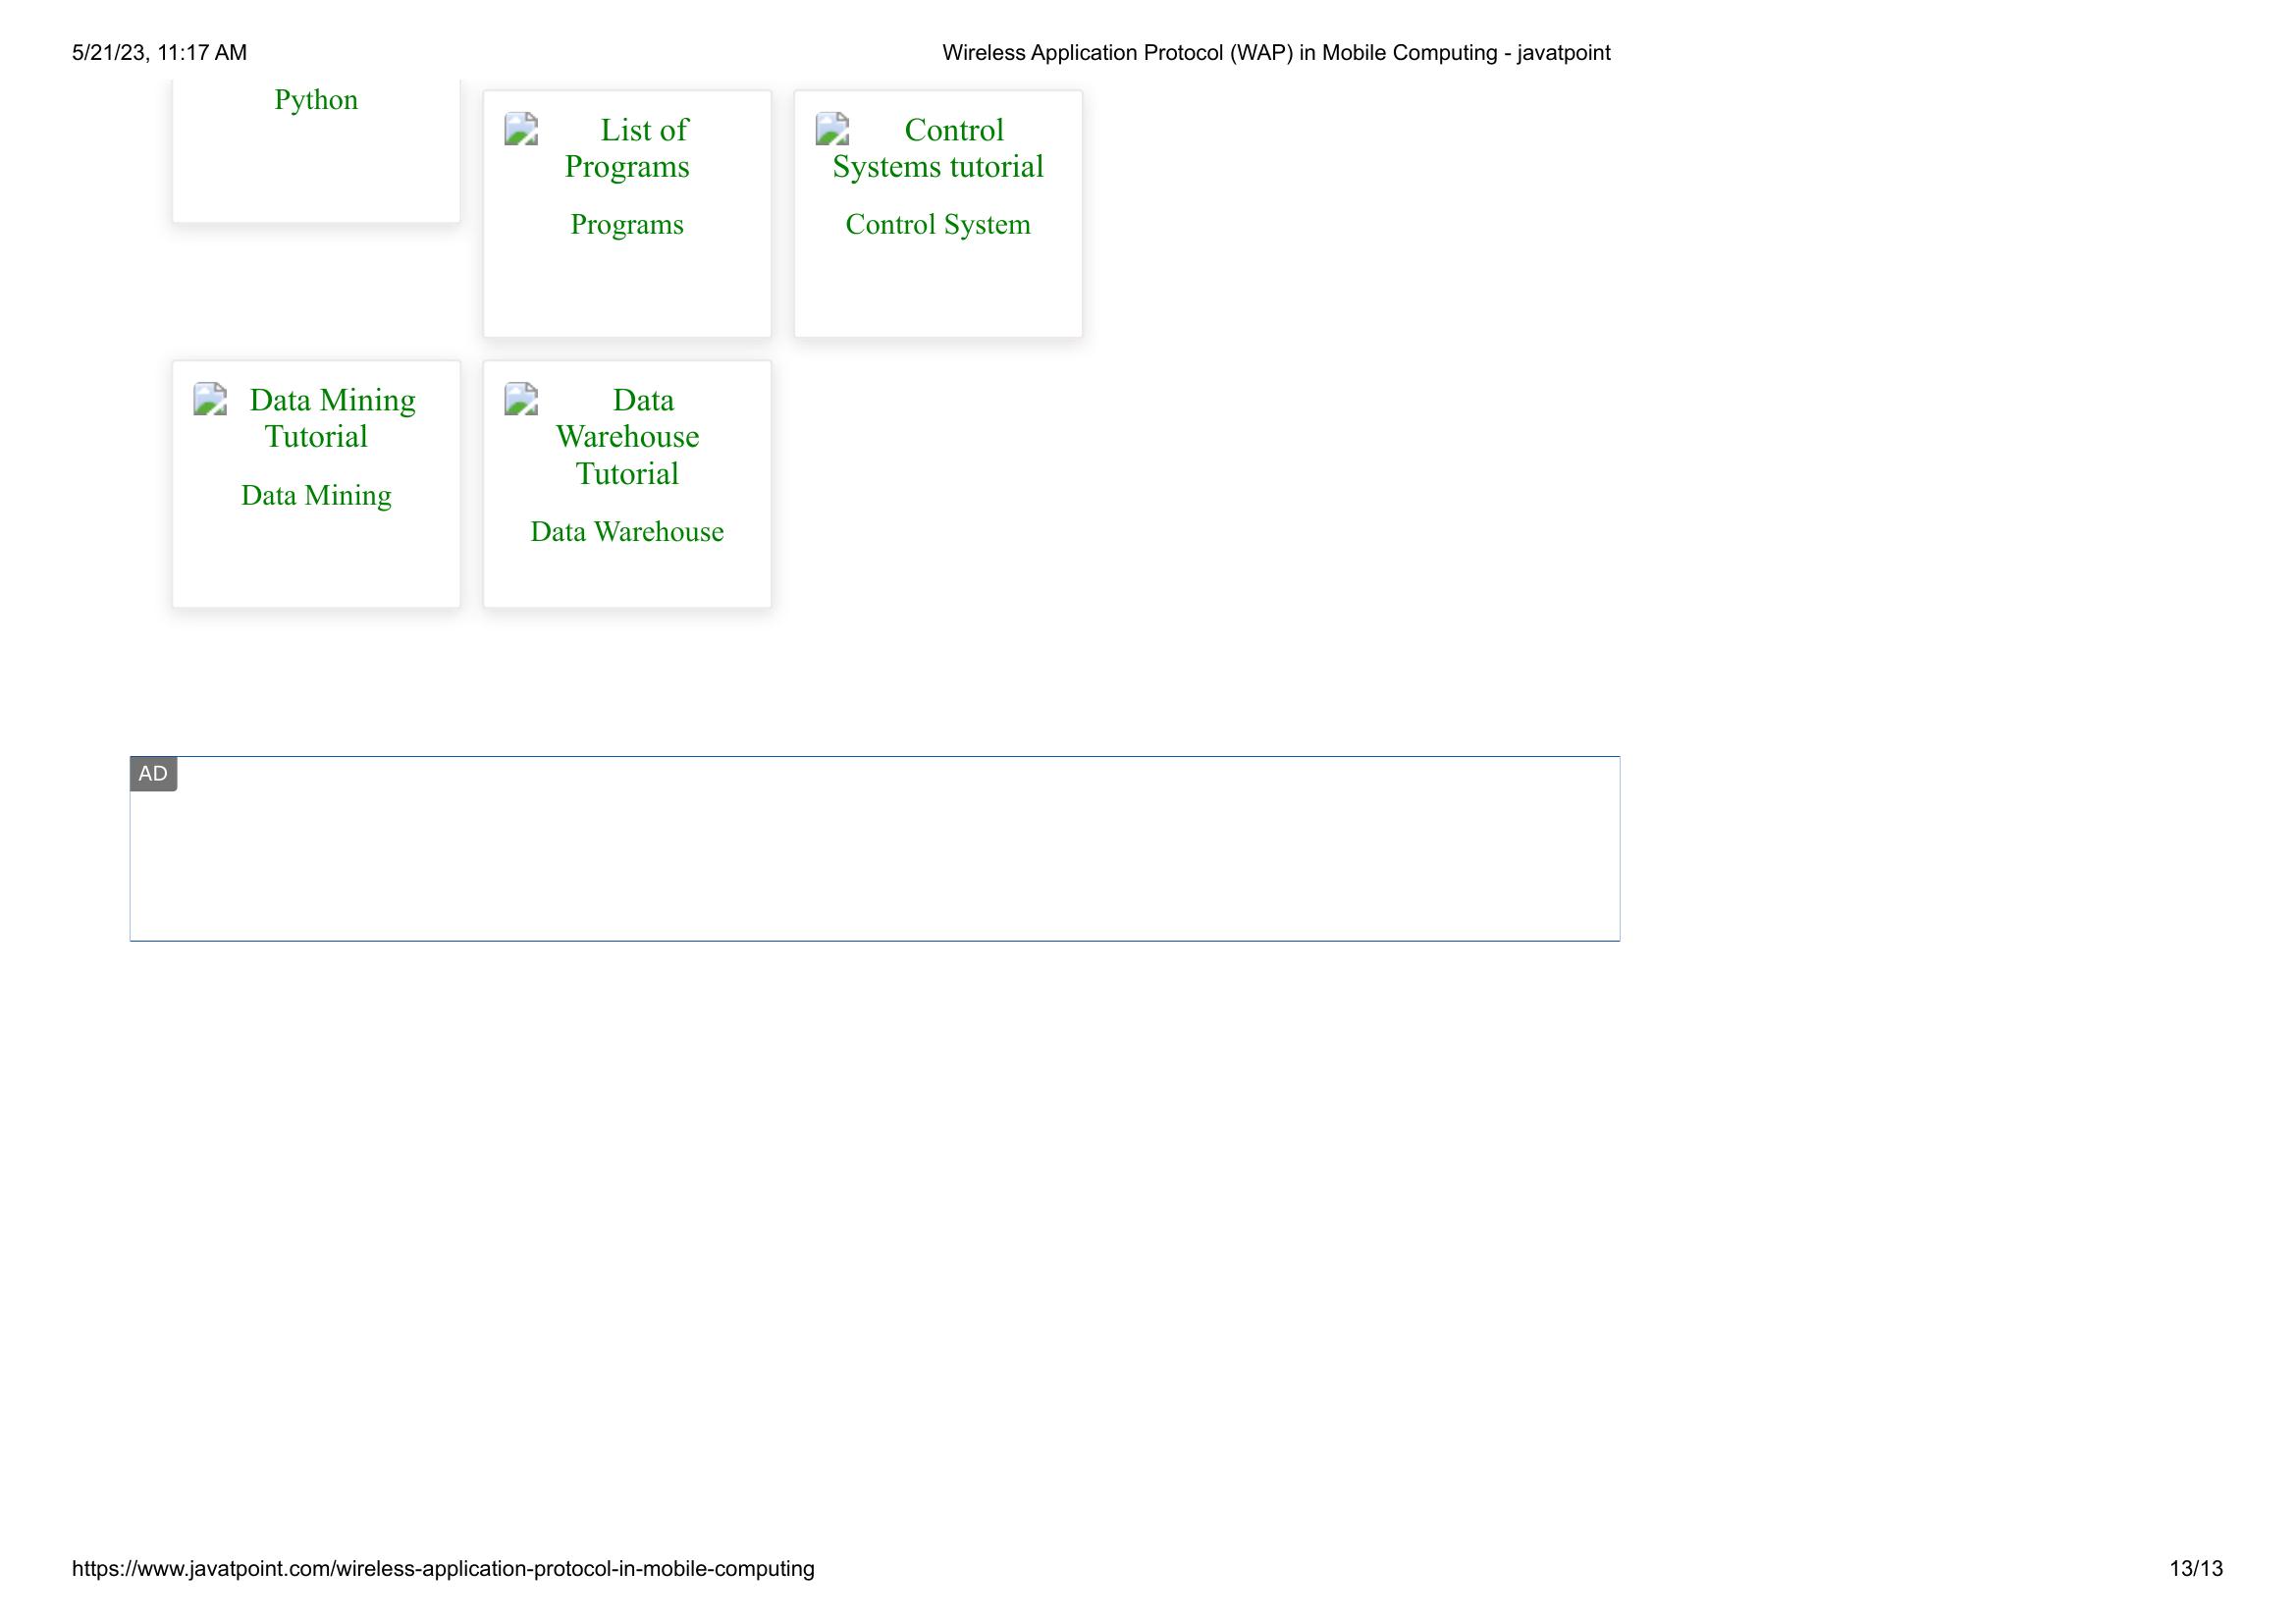 5/21/23, 11:17 AM
Wireless Application Protocol (WAP) in Mobile Computing - javatpoint
Python
List of
Programs
Programs
Control
Systems tutorial
Control System
Data Mining
Tutorial
Data Mining
Data
Warehouse
Tutorial
Data Warehouse
AD
https://www.javatpoint.com/wireless-application-protocol-in-mobile-computing
13/13